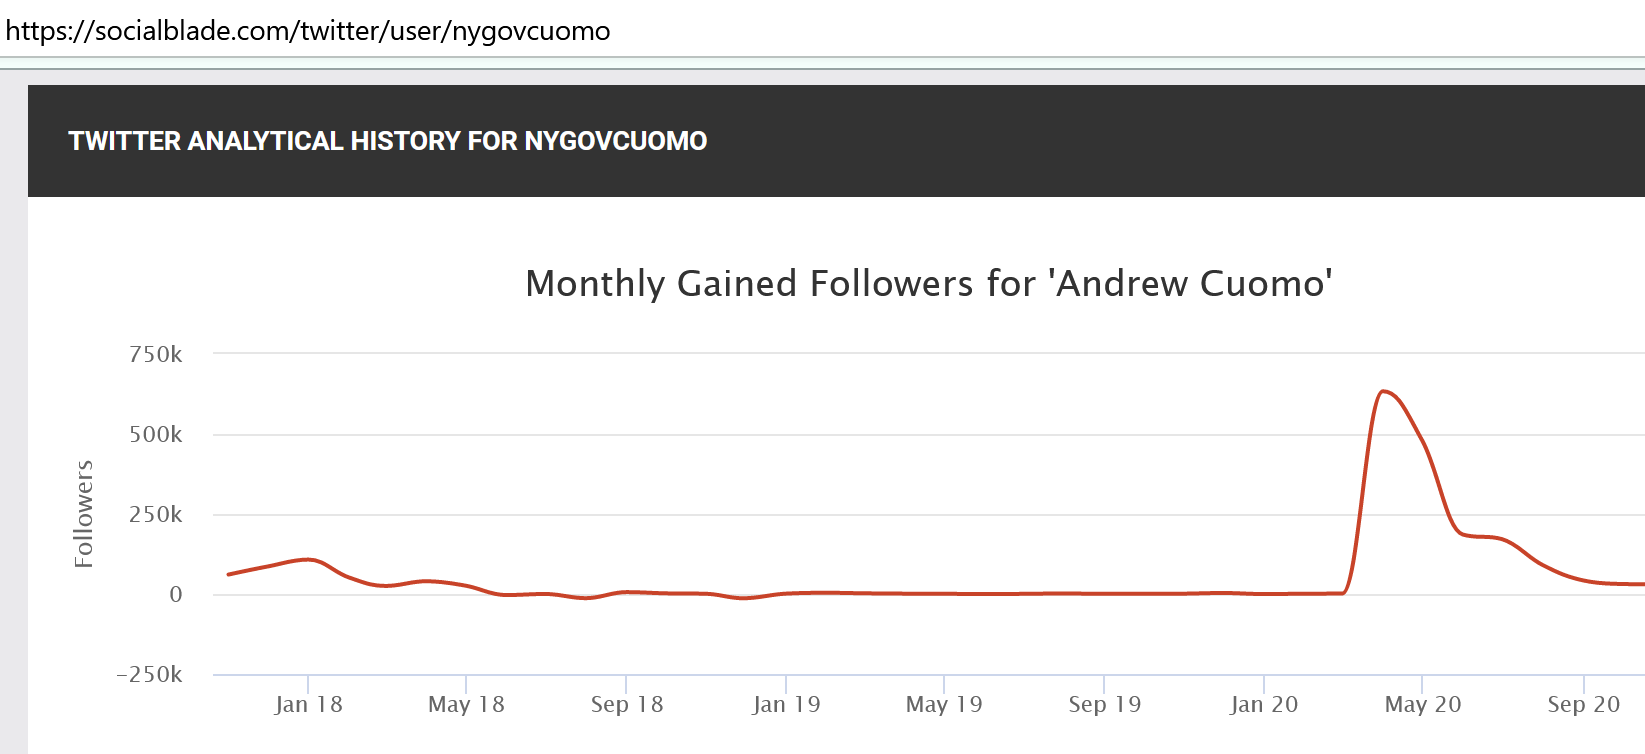 https://socialblade.com/twitter/user/nygovcuomo
TWITTER ANALYTICAL HISTORY FOR NYGOVCUOMO
Monthly Gained Followers for 'Andrew Cuomo'
750k
500k
250k
0
-250k
Followers
Jan 18 May 18 Sep 18 Jan 19 May 19 Sep 19 Jan 20 May 20 Sep 20